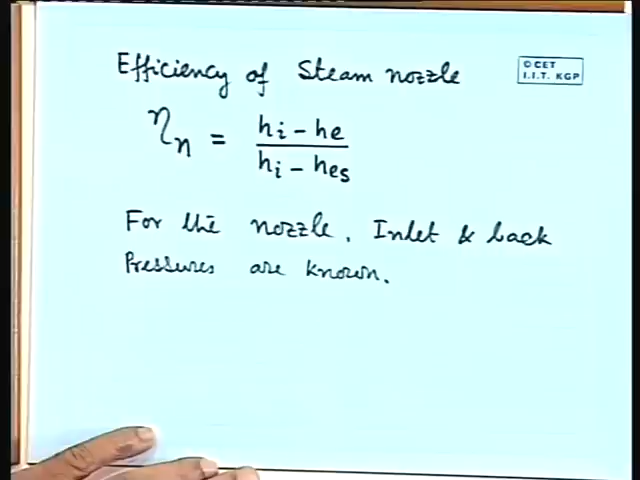 Efficiency of Steam nozzle
© CET
I.I.T. KGP
ηn = hi - he / hi - hes
For the nozzle, Inlet & back
Pressures are known.